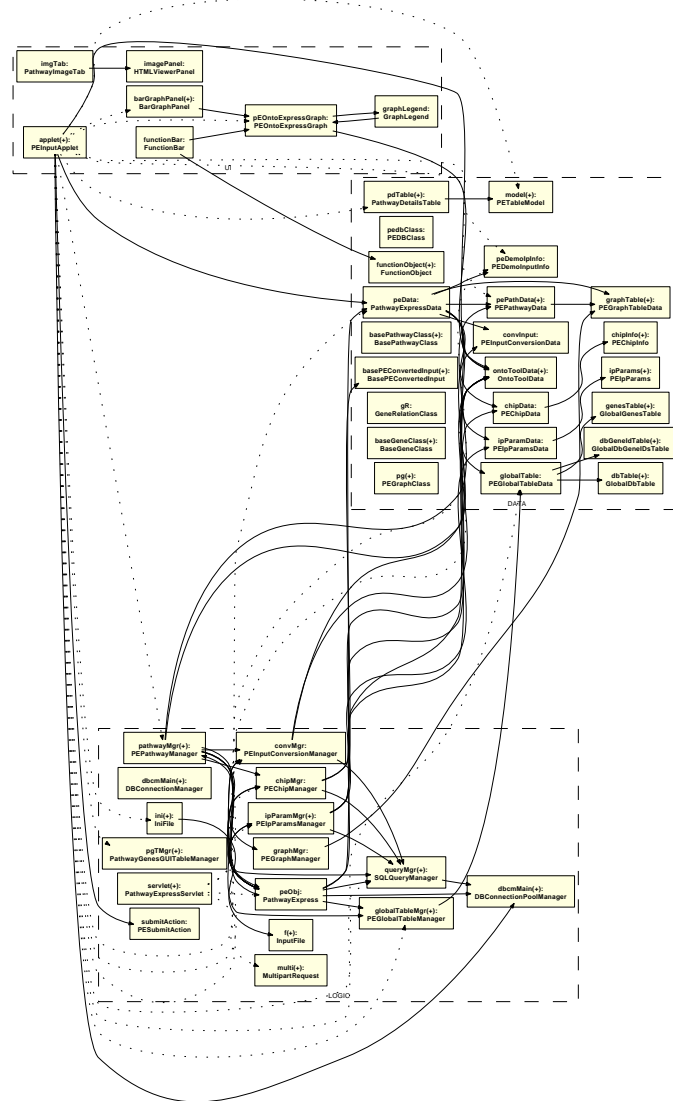 imgTab:
PathwayImageTab
imagePanel:
HTMLViewerPanel
barGraphPanel(+):
BarGraphPanel
pEOntoExpressGraph:
PEOntoExpressGraph
graphLegend:
GraphLegend
applet(+):
PEInputApplet
functionBar:
FunctionBar
UI
pdTable(+):
PathwayDetailsTable
model(+):
PETableModel
pedbClass:
PEDBClass
functionObject(+):
FunctionObject
peDemoIpInfo:
PEDemoInputInfo
peData:
PathwayExpressData
pePathData(+):
PEPathwayData
graphTable(+):
PEGraphTableData
basePathwayClass(+):
BasePathwayClass
convInput:
PEInputConversionData
chipInfo(+):
PEChipInfo
basePEConvertedInput(+):
BasePEConvertedInput
ontoToolData(+):
OntoToolData
ipParams(+):
PEIpParams
gR:
GeneRelationClass
chipData:
PEChipData
genesTable(+):
GlobalGenesTable
baseGeneClass(+):
BaseGeneClass
ipParamData:
PEIpParamsData
dbGeneIdTable(+):
GlobalDbGeneIDsTable
pg(+):
PEGraphClass
globalTable:
PEGlobalTableData
dbTable(+):
GlobalDbTable
DATA
pathwayMgr(+):
PEPathwayManager
convMgr:
PEInputConversionManager
dbcmMain(+):
DBConnectionManager
chipMgr:
PEChipManager
ini(+):
IniFile
ipParamMgr(+):
PEIpParamsManager
pgTMgr(+):
PathwayGenesGUITableManager
graphMgr:
PEGraphManager
queryMgr(+):
SQLQueryManager
servlet(+):
PathwayExpressServlet
peObj:
PathwayExpress
dbcmMain(+):
DBConnectionPoolManager
submitAction:
PESubmitAction
globalTableMgr(+):
PEGlobalTableManager
f(+):
InputFile
multi(+):
MultipartRequest
LOGIC